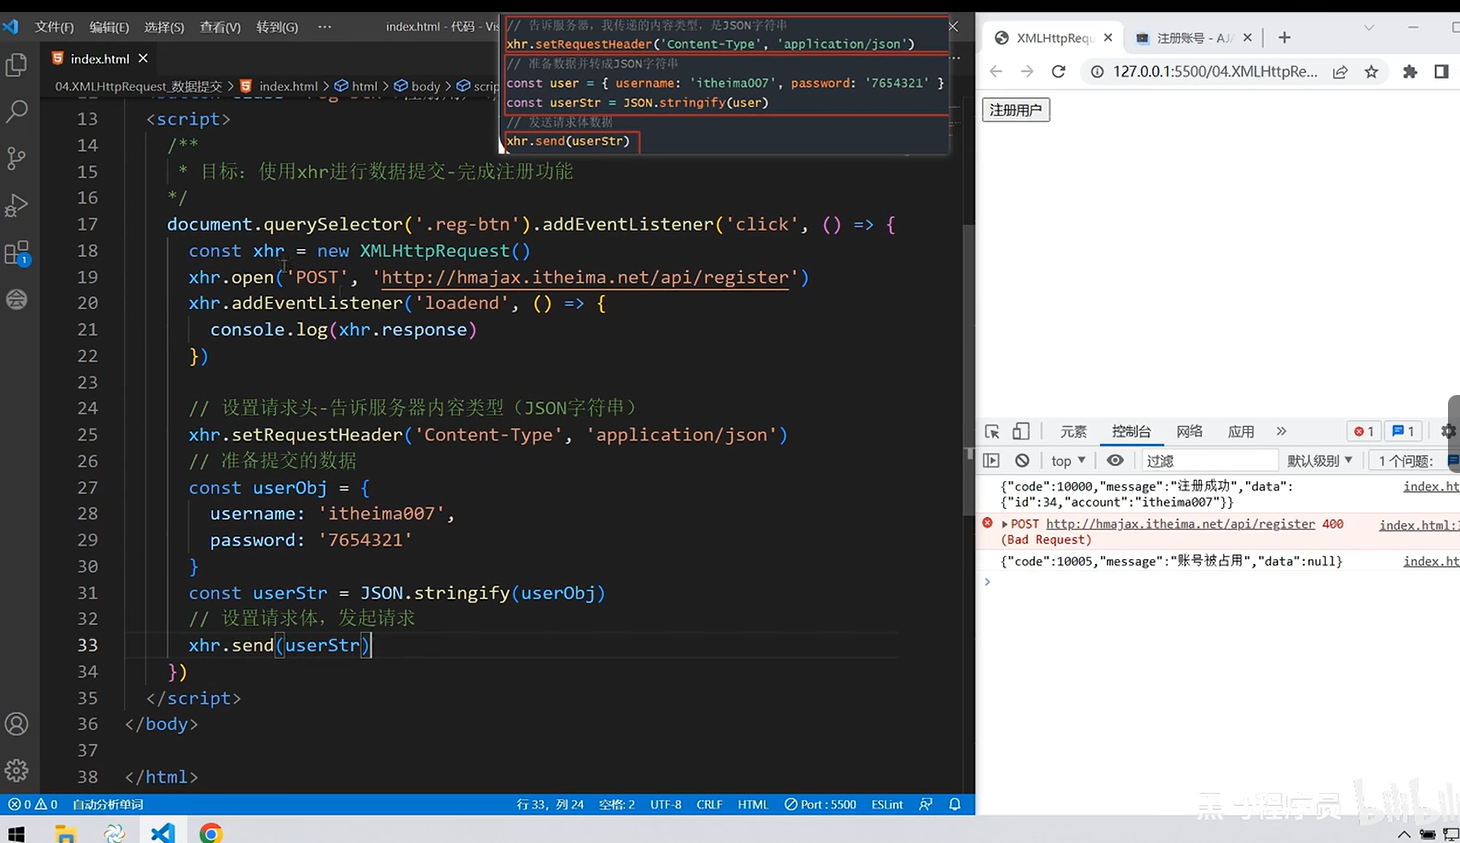 文件(F) 编辑(E) 选择(S) 查看(V) 转到(G) ··· index.html - 代码 - Vis
index.html
04.XMLHttpRequest_数据提交 > index.html > html > body > scrip
// 告诉服务器，我传递的内容类型，是JSON字符串
xhr.setRequestHeader('Content-Type', 'application/json')
// 准备数据并转成JSON字符串
const user = { username: 'itheima007', password: '7654321' }
const userStr = JSON.stringify(user)
// 发送请求体数据
xhr.send(userStr)
13 <script>
14 /**
15 * 目标：使用xhr进行数据提交-完成注册功能
16 */
17 document.querySelector('.reg-btn').addEventListener('click', () => {
18 const xhr = new XMLHttpRequest()
19 xhr.open('POST', 'http://hmajax.itheima.net/api/register')
20 xhr.addEventListener('loadend', () => {
21 console.log(xhr.response)
22 })
23
24 // 设置请求头-告诉服务器内容类型（JSON字符串）
25 xhr.setRequestHeader('Content-Type', 'application/json')
26 // 准备提交的数据
27 const userObj = {
28 username: 'itheima007',
29 password: '7654321'
30 }
31 const userStr = JSON.stringify(userObj)
32 // 设置请求体，发起请求
33 xhr.send(userStr)
34 })
35 </script>
36 </body>
37
38 </html>
1
0 0 自动分析单词 行 33，列 24 空格: 2 UTF-8 CRLF HTML Port : 5500 ESLint
XMLHttpRequ 注册账号 - AJA
127.0.0.1:5500/04.XMLHttpRe...
注册用户
元素 控制台 网络 应用 » 1 1
top 过滤 默认级别 1 个问题:
{"code":10000,"message":"注册成功","data": index.ht
{"id":34,"account":"itheima007"}}
POST http://hmajax.itheima.net/api/register 400 index.html:
(Bad Request)
{"code":10005,"message":"账号被占用","data":null} index.ht
黑马程序员 bilibili